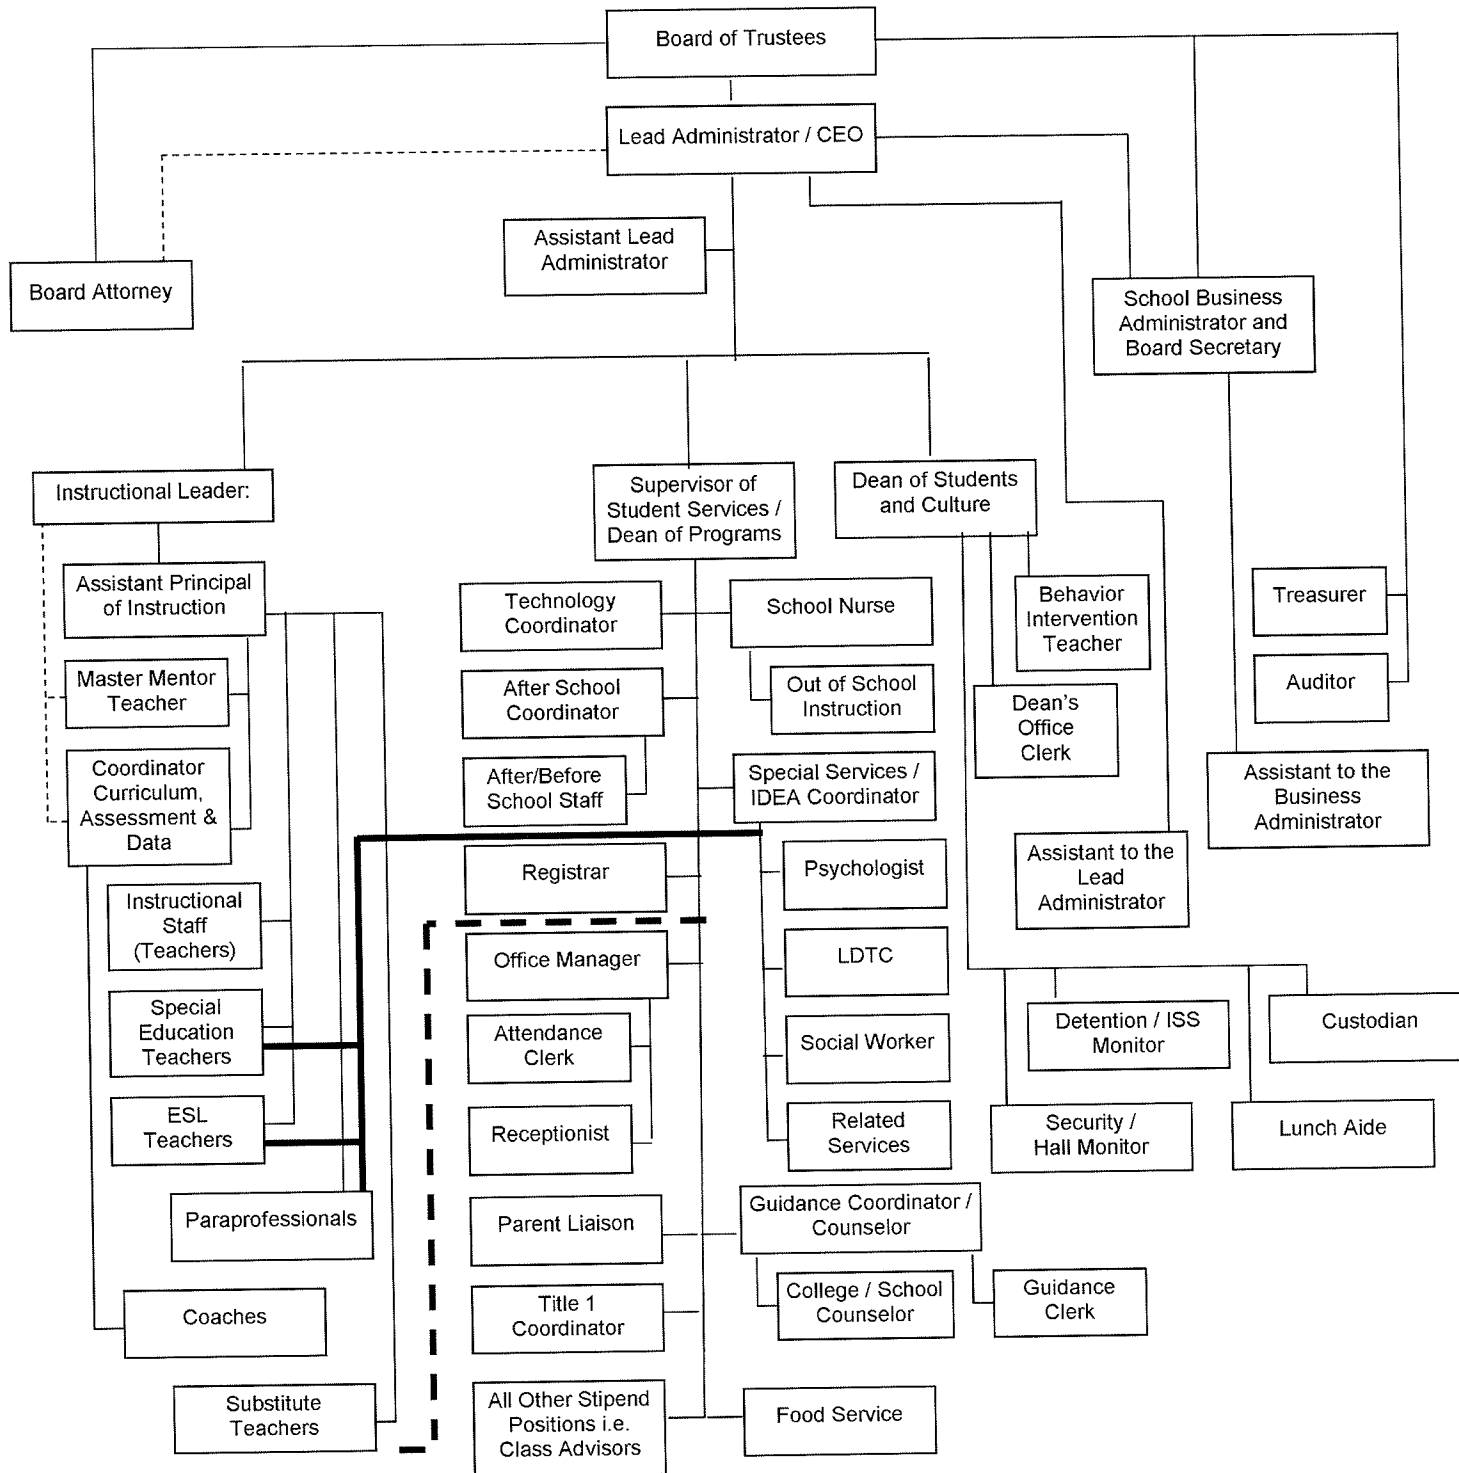 Board of Trustees
Lead Administrator / CEO
Assistant Lead
Administrator
Board Attorney
School Business
Administrator and
Board Secretary
Instructional Leader:
Supervisor of
Student Services /
Dean of Programs
Dean of Students
and Culture
Assistant Principal
of Instruction
Technology
Coordinator
School Nurse
Behavior
Intervention
Teacher
Treasurer
Master Mentor
Teacher
After School
Coordinator
Out of School
Instruction
Dean's
Office
Clerk
Auditor
Coordinator
Curriculum,
Assessment &
Data
After/Before
School Staff
Special Services /
IDEA Coordinator
Assistant to the
Business
Administrator
Registrar
Psychologist
Assistant to the
Lead
Administrator
Instructional
Staff
(Teachers)
Office Manager
LDTC
Special
Education
Teachers
Attendance
Clerk
Social Worker
Detention / ISS
Monitor
Custodian
ESL
Teachers
Receptionist
Related
Services
Security /
Hall Monitor
Lunch Aide
Paraprofessionals
Parent Liaison
Guidance Coordinator /
Counselor
Coaches
Title 1
Coordinator
College / School
Counselor
Guidance
Clerk
Substitute
Teachers
All Other Stipend
Positions i.e.
Class Advisors
Food Service